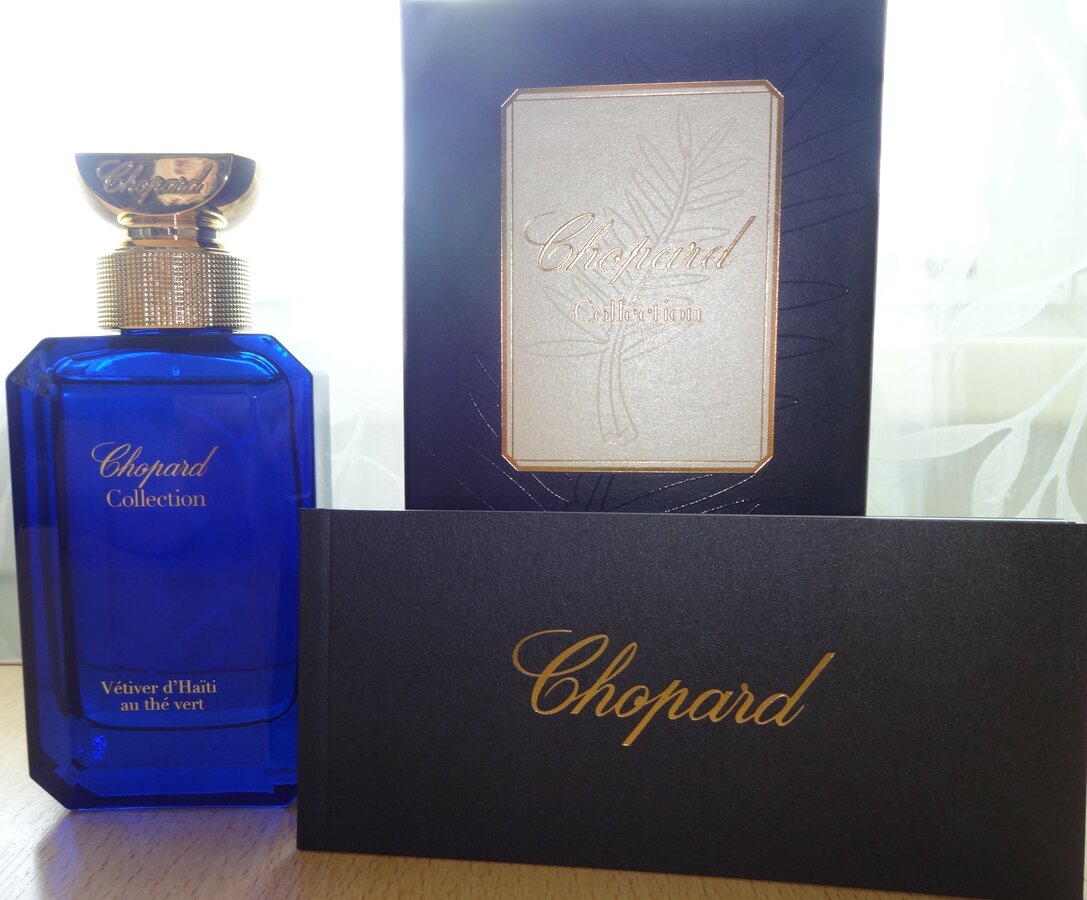 Chopard
Chopard
Collection
Vétiver d'Haïti
au thé vert
Chopard
Collection
Chopard